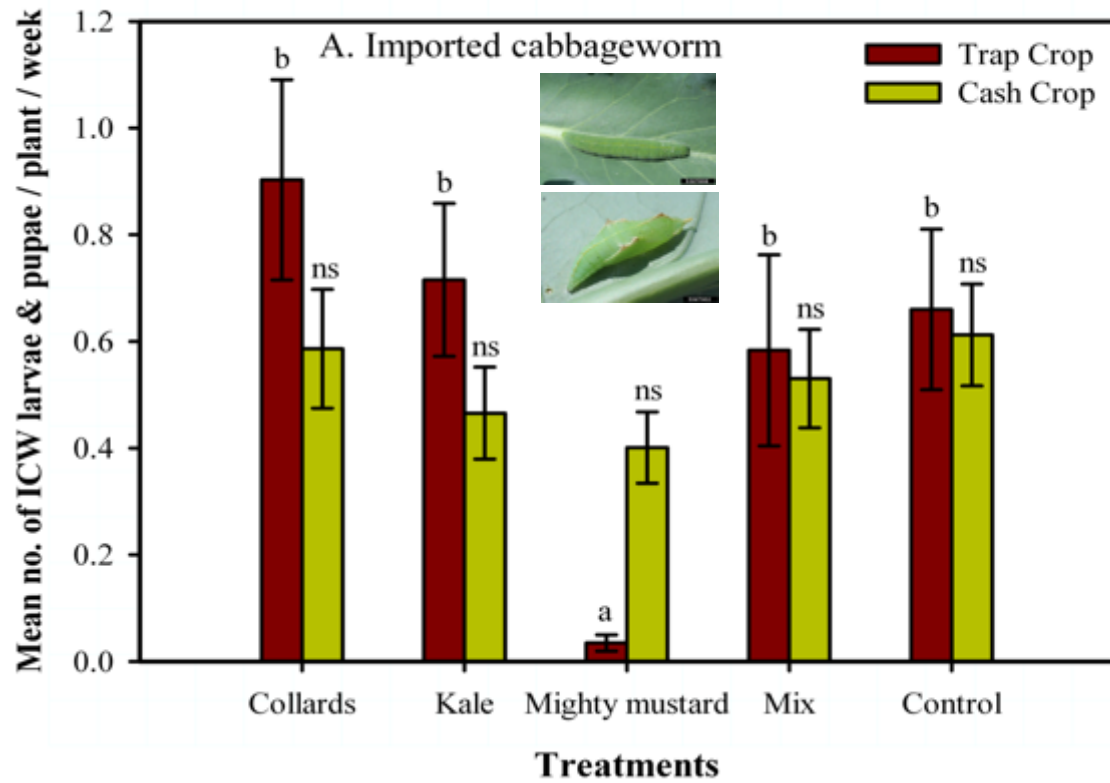 A. Imported cabbageworm
Trap Crop
Cash Crop
Mean no. of ICW larvae & pupae / plant / week
1.2
1.0
0.8
0.6
0.4
0.2
0.0
b
ns
b
ns
a
ns
b
ns
b
ns
Collards
Kale
Mighty mustard
Mix
Control
Treatments